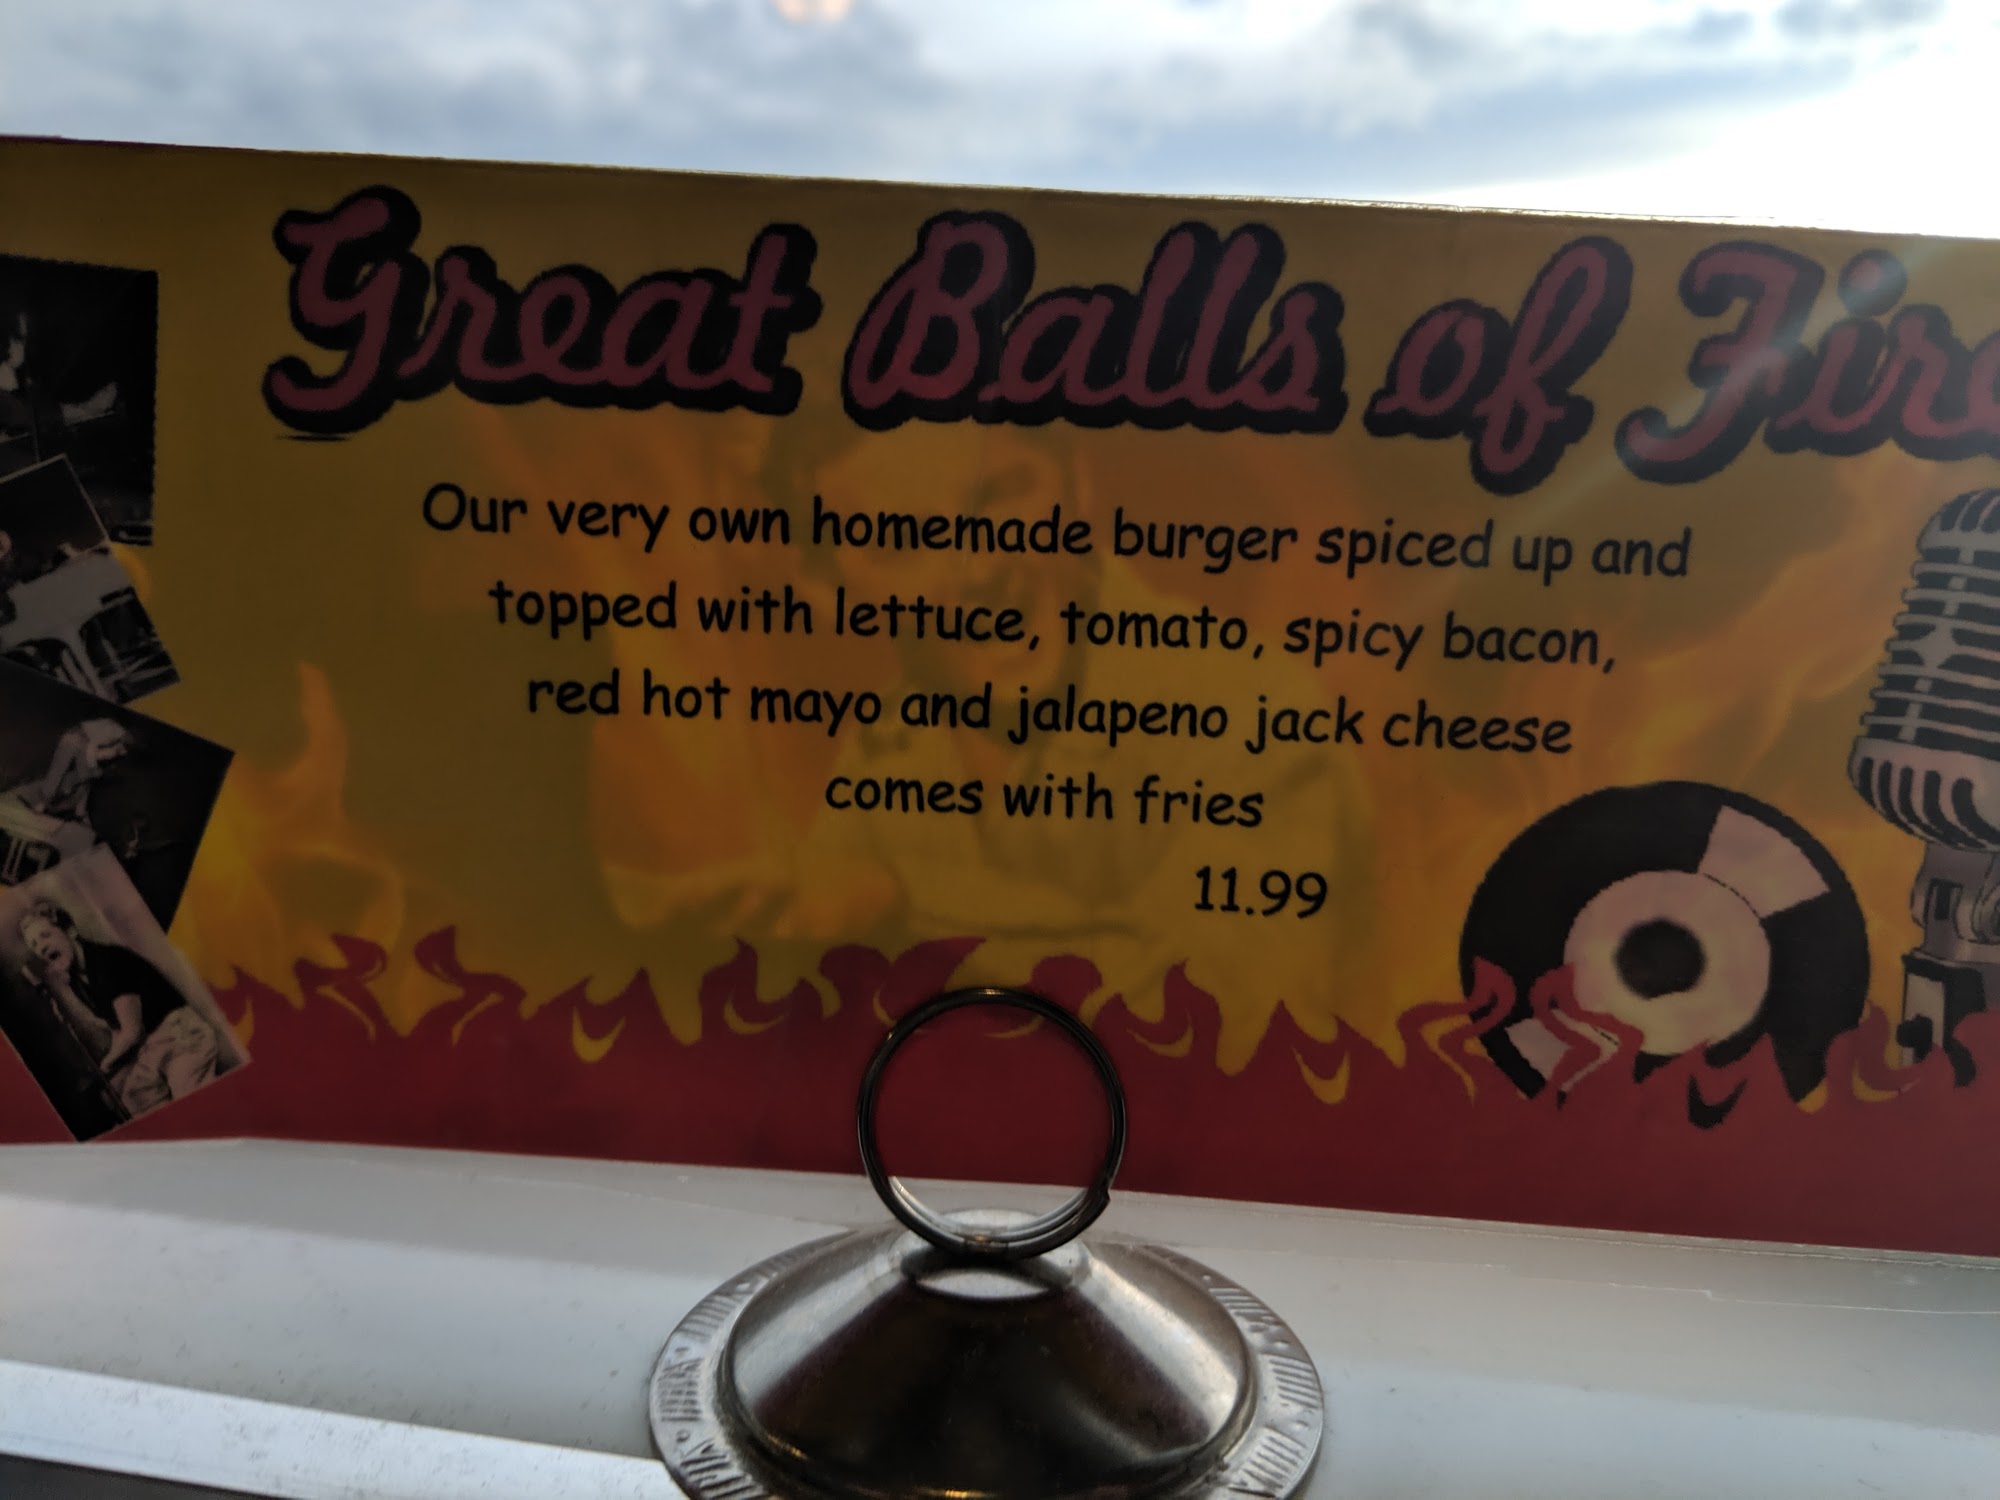 Great Balls of Fire
Our very own homemade burger spiced up and
topped with lettuce, tomato, spicy bacon,
red hot mayo and jalapeno jack cheese
comes with fries
11.99